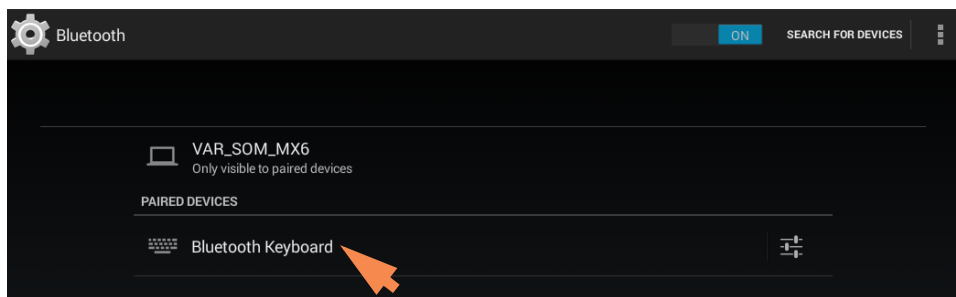 Bluetooth
ON
SEARCH FOR DEVICES
VAR_SOM_MX6
Only visible to paired devices
PAIRED DEVICES
Bluetooth Keyboard